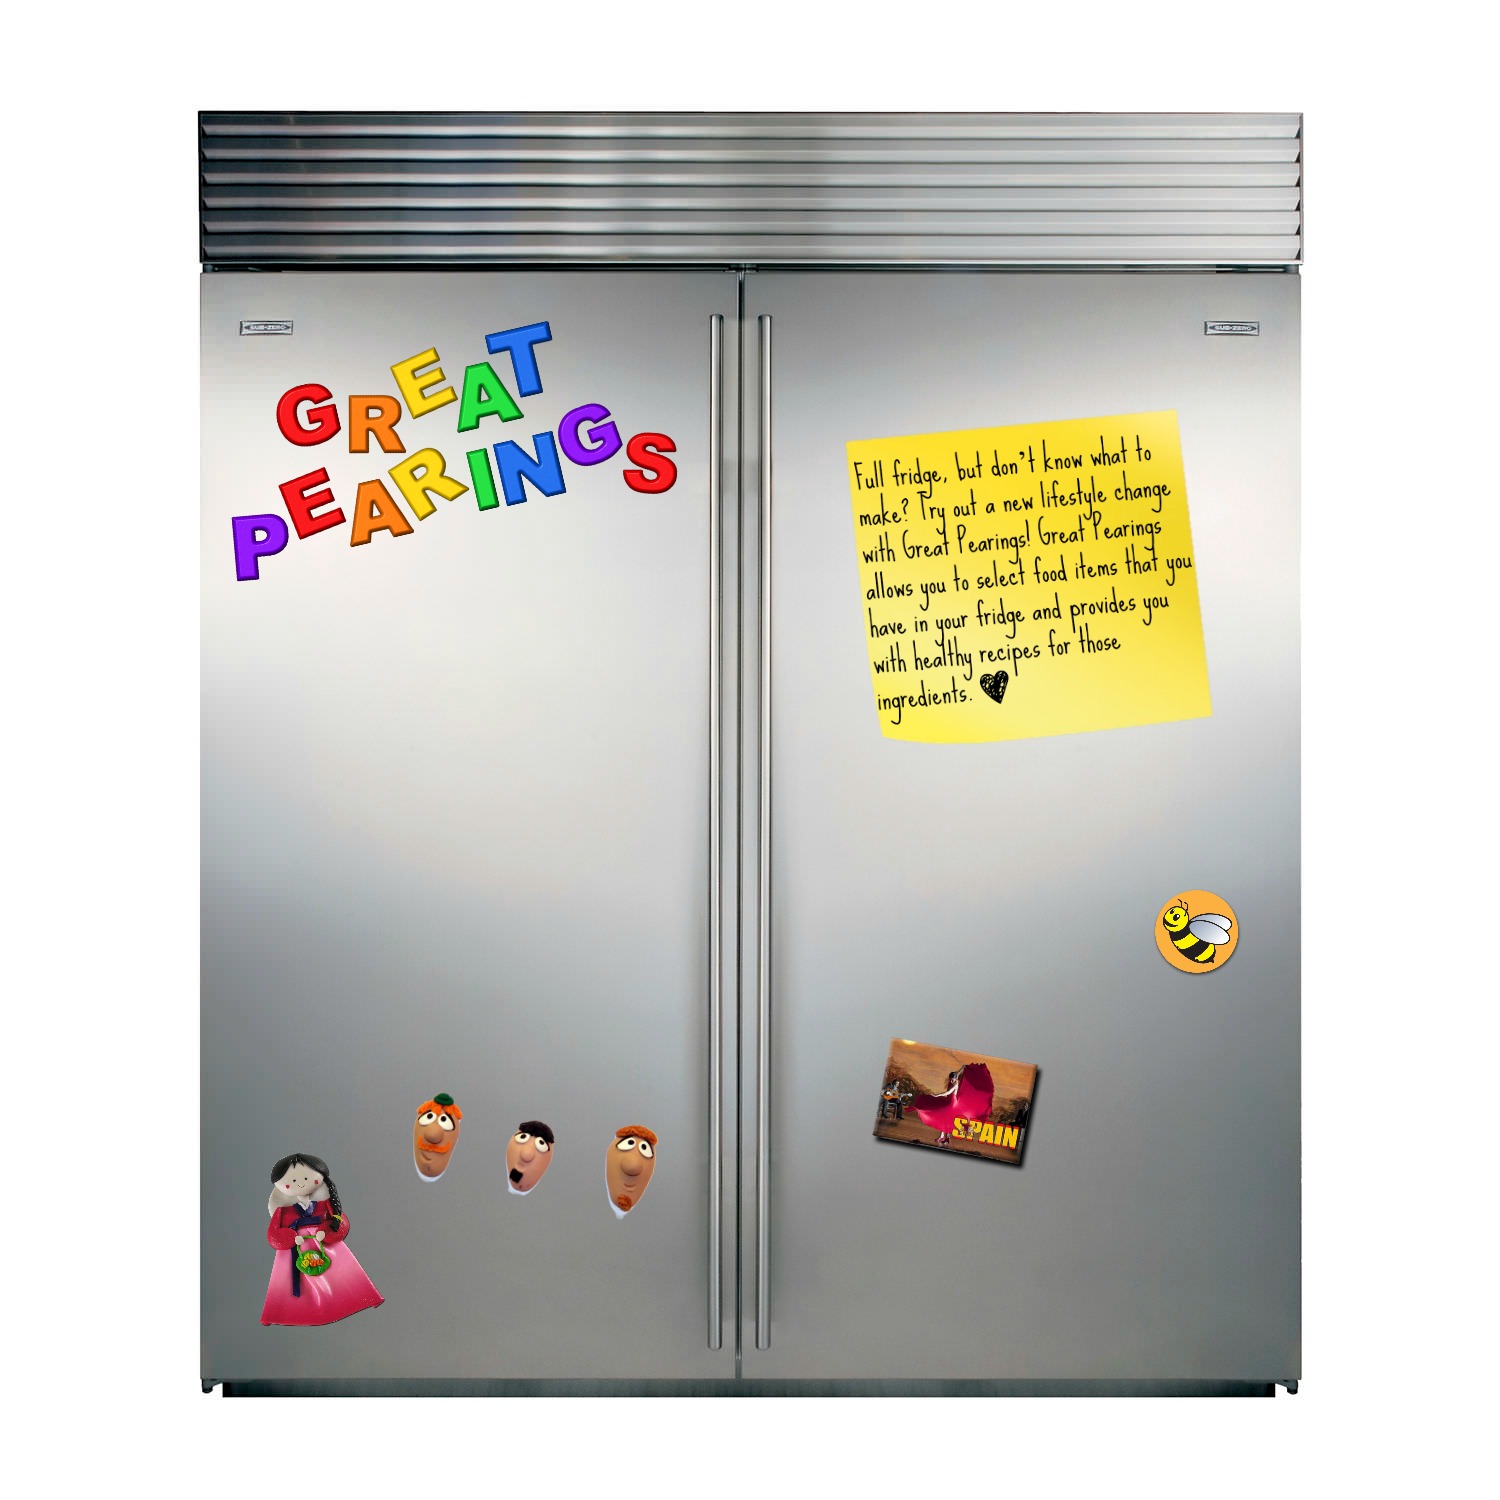 SUB-ZERO
SUB-ZERO
GREAT
PEARINGS
Full fridge, but don't know what to
make? Try out a new lifestyle change
with Great Pearings! Great Pearings
allows you to select food items that you
have in your fridge and provides you
with healthy recipes for those
ingredients.
SPAIN